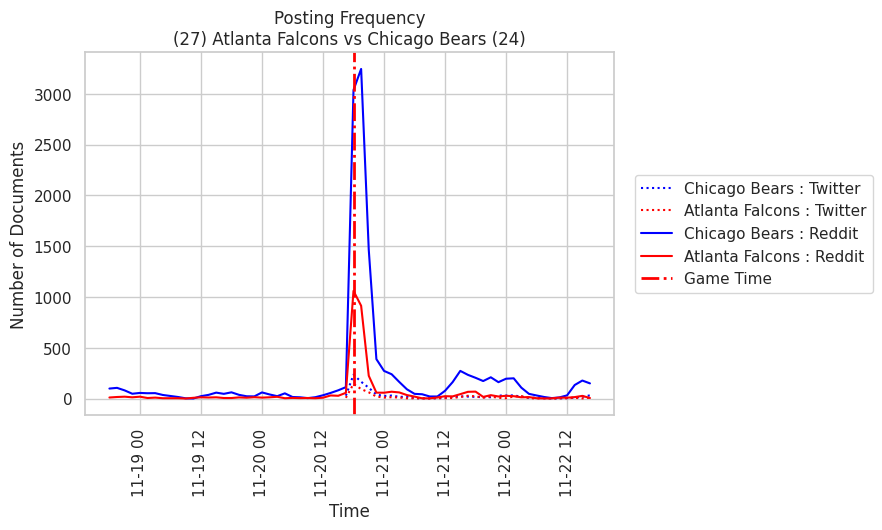 Posting Frequency
(27) Atlanta Falcons vs Chicago Bears (24)
Number of Documents
3000
2500
2000
1500
1000
500
0
11-19 00
11-19 12
11-20 00
11-20 12
11-21 00
11-21 12
11-22 00
11-22 12
Time
Chicago Bears : Twitter
Atlanta Falcons : Twitter
Chicago Bears : Reddit
Atlanta Falcons : Reddit
Game Time